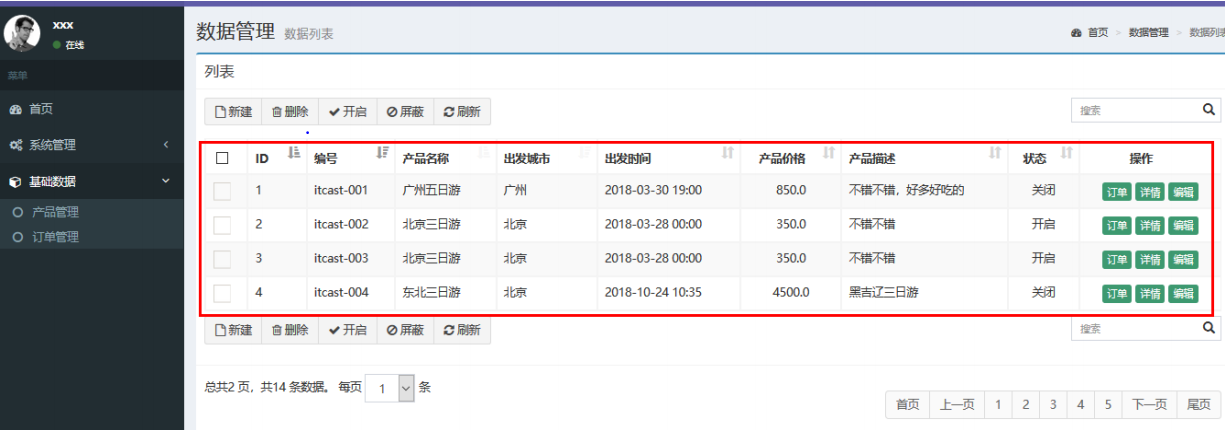 xxx
在线
菜单
首页
系统管理
基础数据
产品管理
订单管理
数据管理 数据列表
首页 > 数据管理 > 数据列表
列表
新建 删除 开启 屏蔽 刷新 搜索
ID 编号 产品名称 出发城市 出发时间 产品价格 产品描述 状态 操作
1 itcast-001 广州五日游 广州 2018-03-30 19:00 850.0 不错不错，好多好吃的 关闭 订单 详情 编辑
2 itcast-002 北京三日游 北京 2018-03-28 00:00 350.0 不错不错 开启 订单 详情 编辑
3 itcast-003 北京三日游 北京 2018-03-28 00:00 350.0 不错不错 开启 订单 详情 编辑
4 itcast-004 东北三日游 北京 2018-10-24 10:35 4500.0 黑吉辽三日游 关闭 订单 详情 编辑
新建 删除 开启 屏蔽 刷新 搜索
总共2 页，共14 条数据。 每页 1 条
首页 上一页 1 2 3 4 5 下一页 尾页